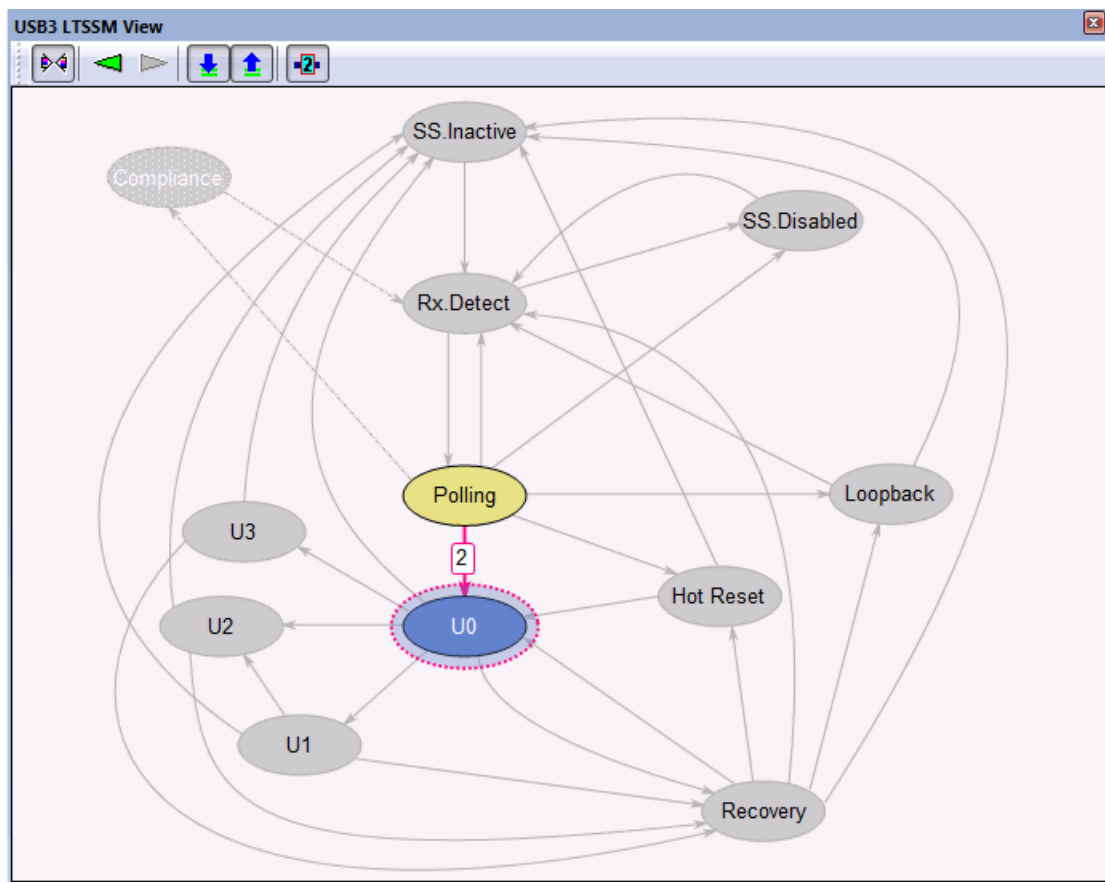 USB3 LTSSM View
2
SS.Inactive
Compliance
SS.Disabled
Rx.Detect
Polling
Loopback
U3
2
Hot Reset
U2
U0
U1
Recovery